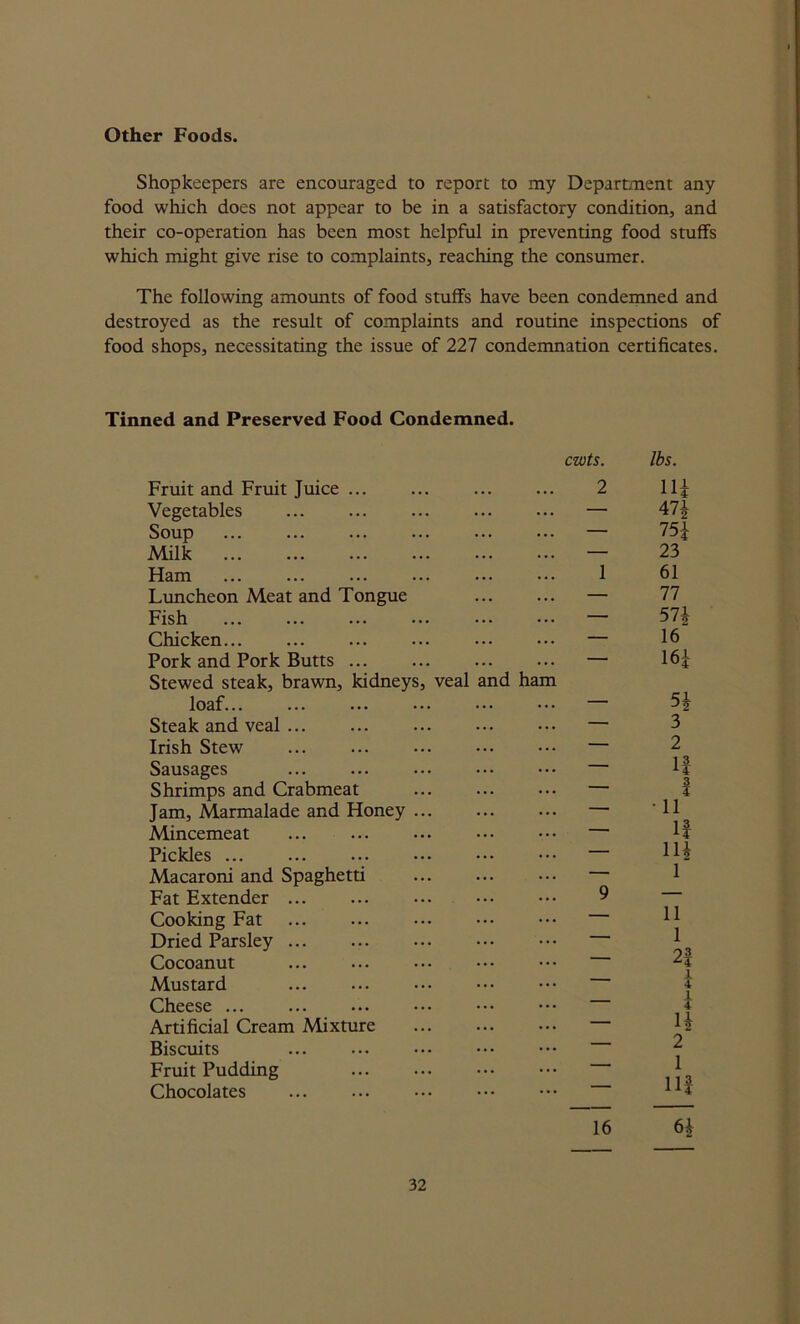 Other Foods.
Shopkeepers are encouraged to report to my Department any
food which does not appear to be in a satisfactory condition, and
their co-operation has been most helpful in preventing food stuffs
which might give rise to complaints, reaching the consumer.
The following amounts of food stuffs have been condemned and
destroyed as the result of complaints and routine inspections of
food shops, necessitating the issue of 227 condemnation certificates.
Tinned and Preserved Food Condemned.
cwts. lbs.
Fruit and Fruit Juice ... ... ... ... 2 11¼
Vegetables ... ... ... ... ... — 47½
Soup ... ... ... ... ... ... — 75¼
Milk ... ... ... ... ... ... — 23
Ham ... ... ... ... ... ... 1 61
Luncheon Meat and Tongue ... ... — 77
Fish ... ... ... ... ... ... — 57½
Chicken... ... ... ... ... ... — 16
Pork and Pork Butts ... ... ... ... — 16¼
Stewed steak, brawn, kidneys, veal and ham
loaf... ... ... ... ... ... — 5½
Steak and veal ... ... ... ... ... — 3
Irish Stew ... ... ... ... ... — 2
Sausages ... ... ... ... ... — 1¾
Shrimps and Crabmeat ... ... ... — ¾
Jam, Marmalade and Honey ... ... ... — 11
Mincemeat ... ... ... ... ... — 1¾
Pickles ... ... ... ... ... ... — 11½
Macaroni and Spaghetti ... ... ... — 1
Fat Extender ... ... ... ... ... 9 —
Cooking Fat ... ... ... ... ... — 11
Dried Parsley ... ... ... ... ... — 1
Cocoanut ... ... ... ... ... — 2¾
Mustard ... ... ... ... ... — ¼
Cheese ... ... ... ... ... ... — ¼
Artificial Cream Mixture ... ... ... — 1½
Biscuits ... ... ... ... ... — 2
Fruit Pudding ... ... ... ... — 1
Chocolates ... ... ... ... ... — 11¾
16 6½
32